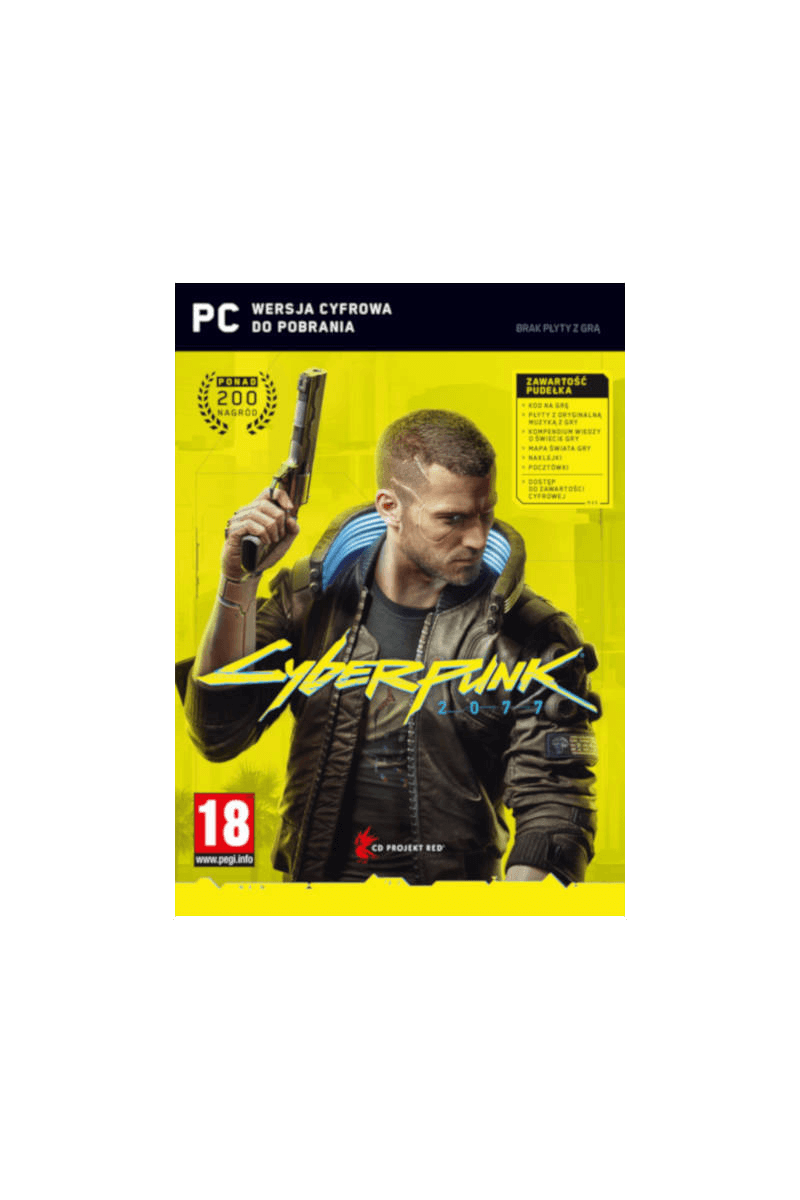 PC
WERSJA CYFROWA
DO POBRANIA
BRAK PŁYTY Z GRĄ
PONAD
200
NAGRÓD
ZAWARTOŚĆ
PUDEŁKA
KOD NA GRĘ
PŁYTY Z ORYGINALNĄ
MUZYKĄ Z GRY
KOMPENDIUM WIEDZY
O ŚWIECIE GRY
MAPA ŚWIATA GRY
NAKLEJKI
POCZTÓWKI
DOSTĘP
DO ZAWARTOŚCI
CYFROWEJ
CYBERPUNK
2077
18
www.pegi.info
CD PROJEKT RED®